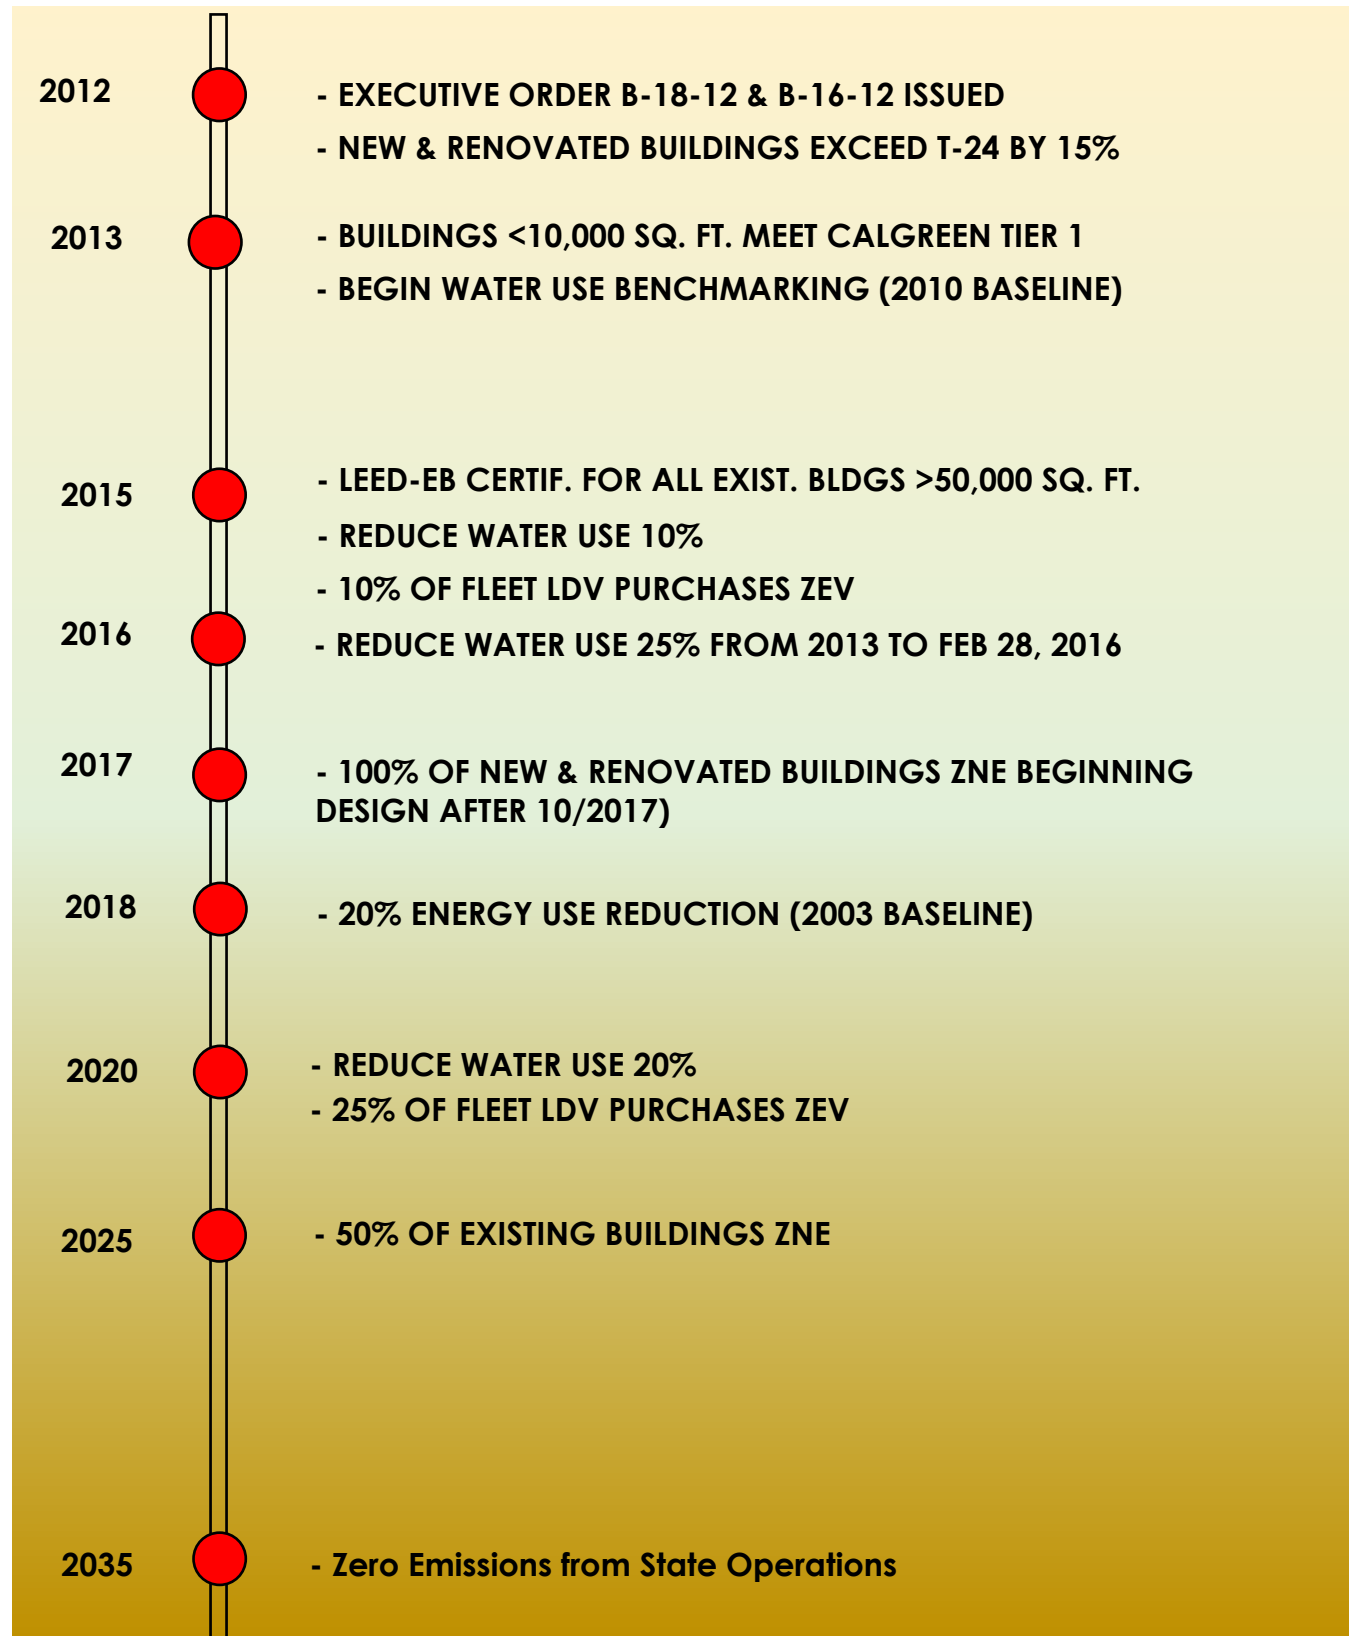 2012
- EXECUTIVE ORDER B-18-12 & B-16-12 ISSUED
- NEW & RENOVATED BUILDINGS EXCEED T-24 BY 15%
2013
- BUILDINGS <10,000 SQ. FT. MEET CALGREEN TIER 1
- BEGIN WATER USE BENCHMARKING (2010 BASELINE)
2015
- LEED-EB CERTIF. FOR ALL EXIST. BLDGS >50,000 SQ. FT.
- REDUCE WATER USE 10%
- 10% OF FLEET LDV PURCHASES ZEV
2016
- REDUCE WATER USE 25% FROM 2013 TO FEB 28, 2016
2017
- 100% OF NEW & RENOVATED BUILDINGS ZNE BEGINNING
DESIGN AFTER 10/2017)
2018
- 20% ENERGY USE REDUCTION (2003 BASELINE)
2020
- REDUCE WATER USE 20%
- 25% OF FLEET LDV PURCHASES ZEV
2025
- 50% OF EXISTING BUILDINGS ZNE
2035
- Zero Emissions from State Operations